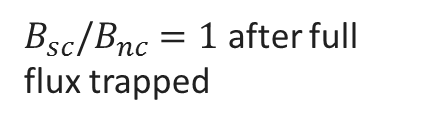 B_sc/B_nc = 1 after full
flux trapped